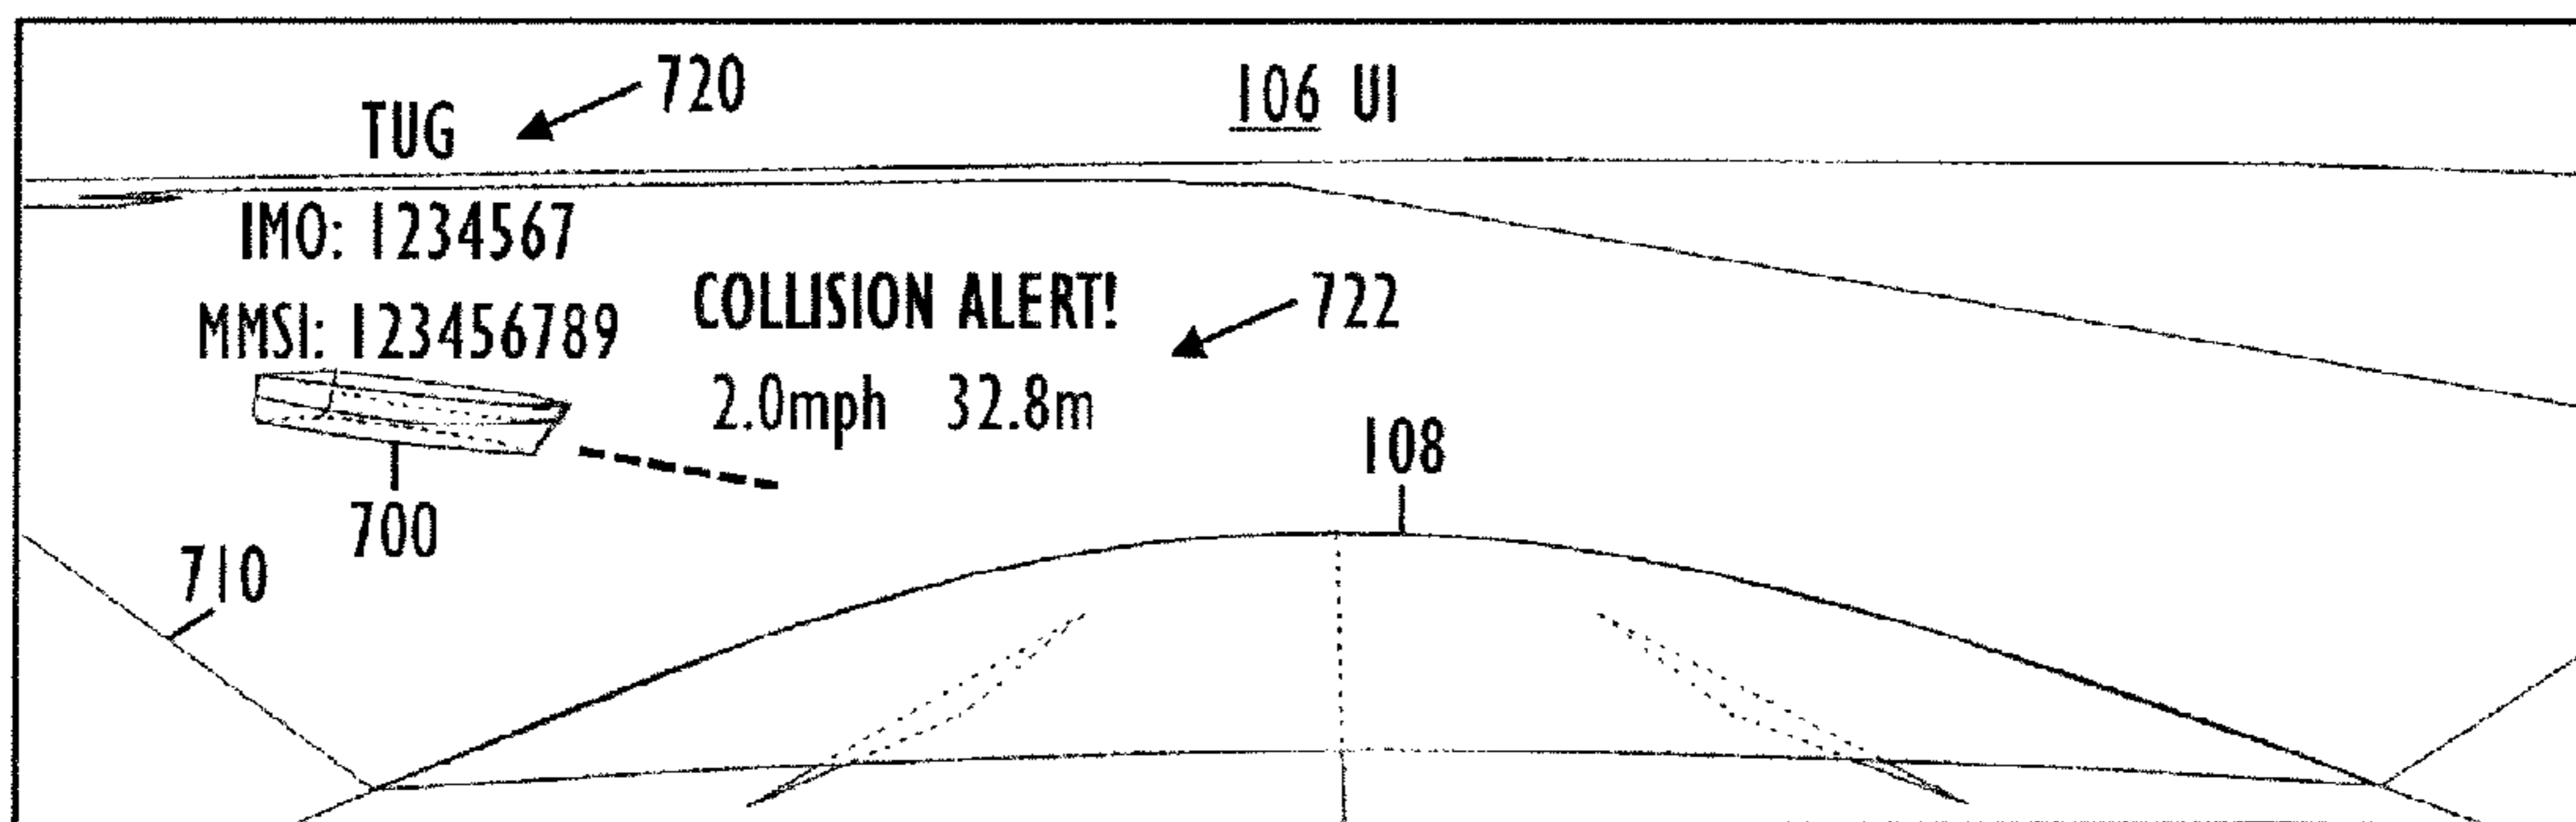 720
106 UI
TUG
IMO: 1234567
COLLISION ALERT!
722
MMSI: 123456789
2.0mph 32.8m
108
700
710